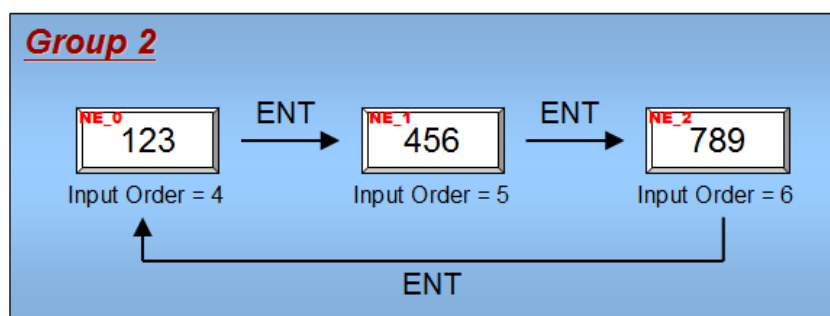 Group 2
NE_0
123
ENT
NE_1
456
ENT
NE_2
789
Input Order = 4
Input Order = 5
Input Order = 6
ENT